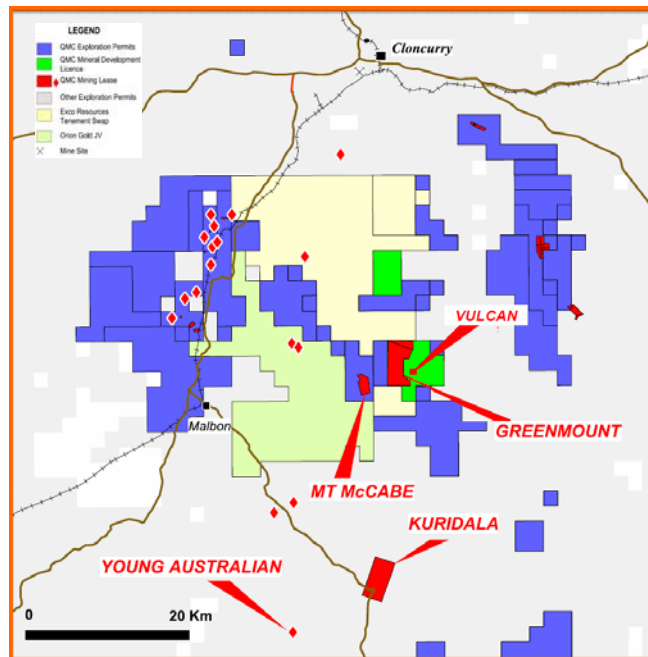 LEGEND
QMC Exploration Permits
QMC Mineral Development
Licence
QMC Mining Lease
Other Exploration Permits
Exco Resources
Tenement Swap
Orion Gold JV
Mine Site
Cloncurry
VULCAN
GREENMOUNT
Malbon
MT McCABE
KURIDALA
YOUNG AUSTRALIAN
0 20 Km